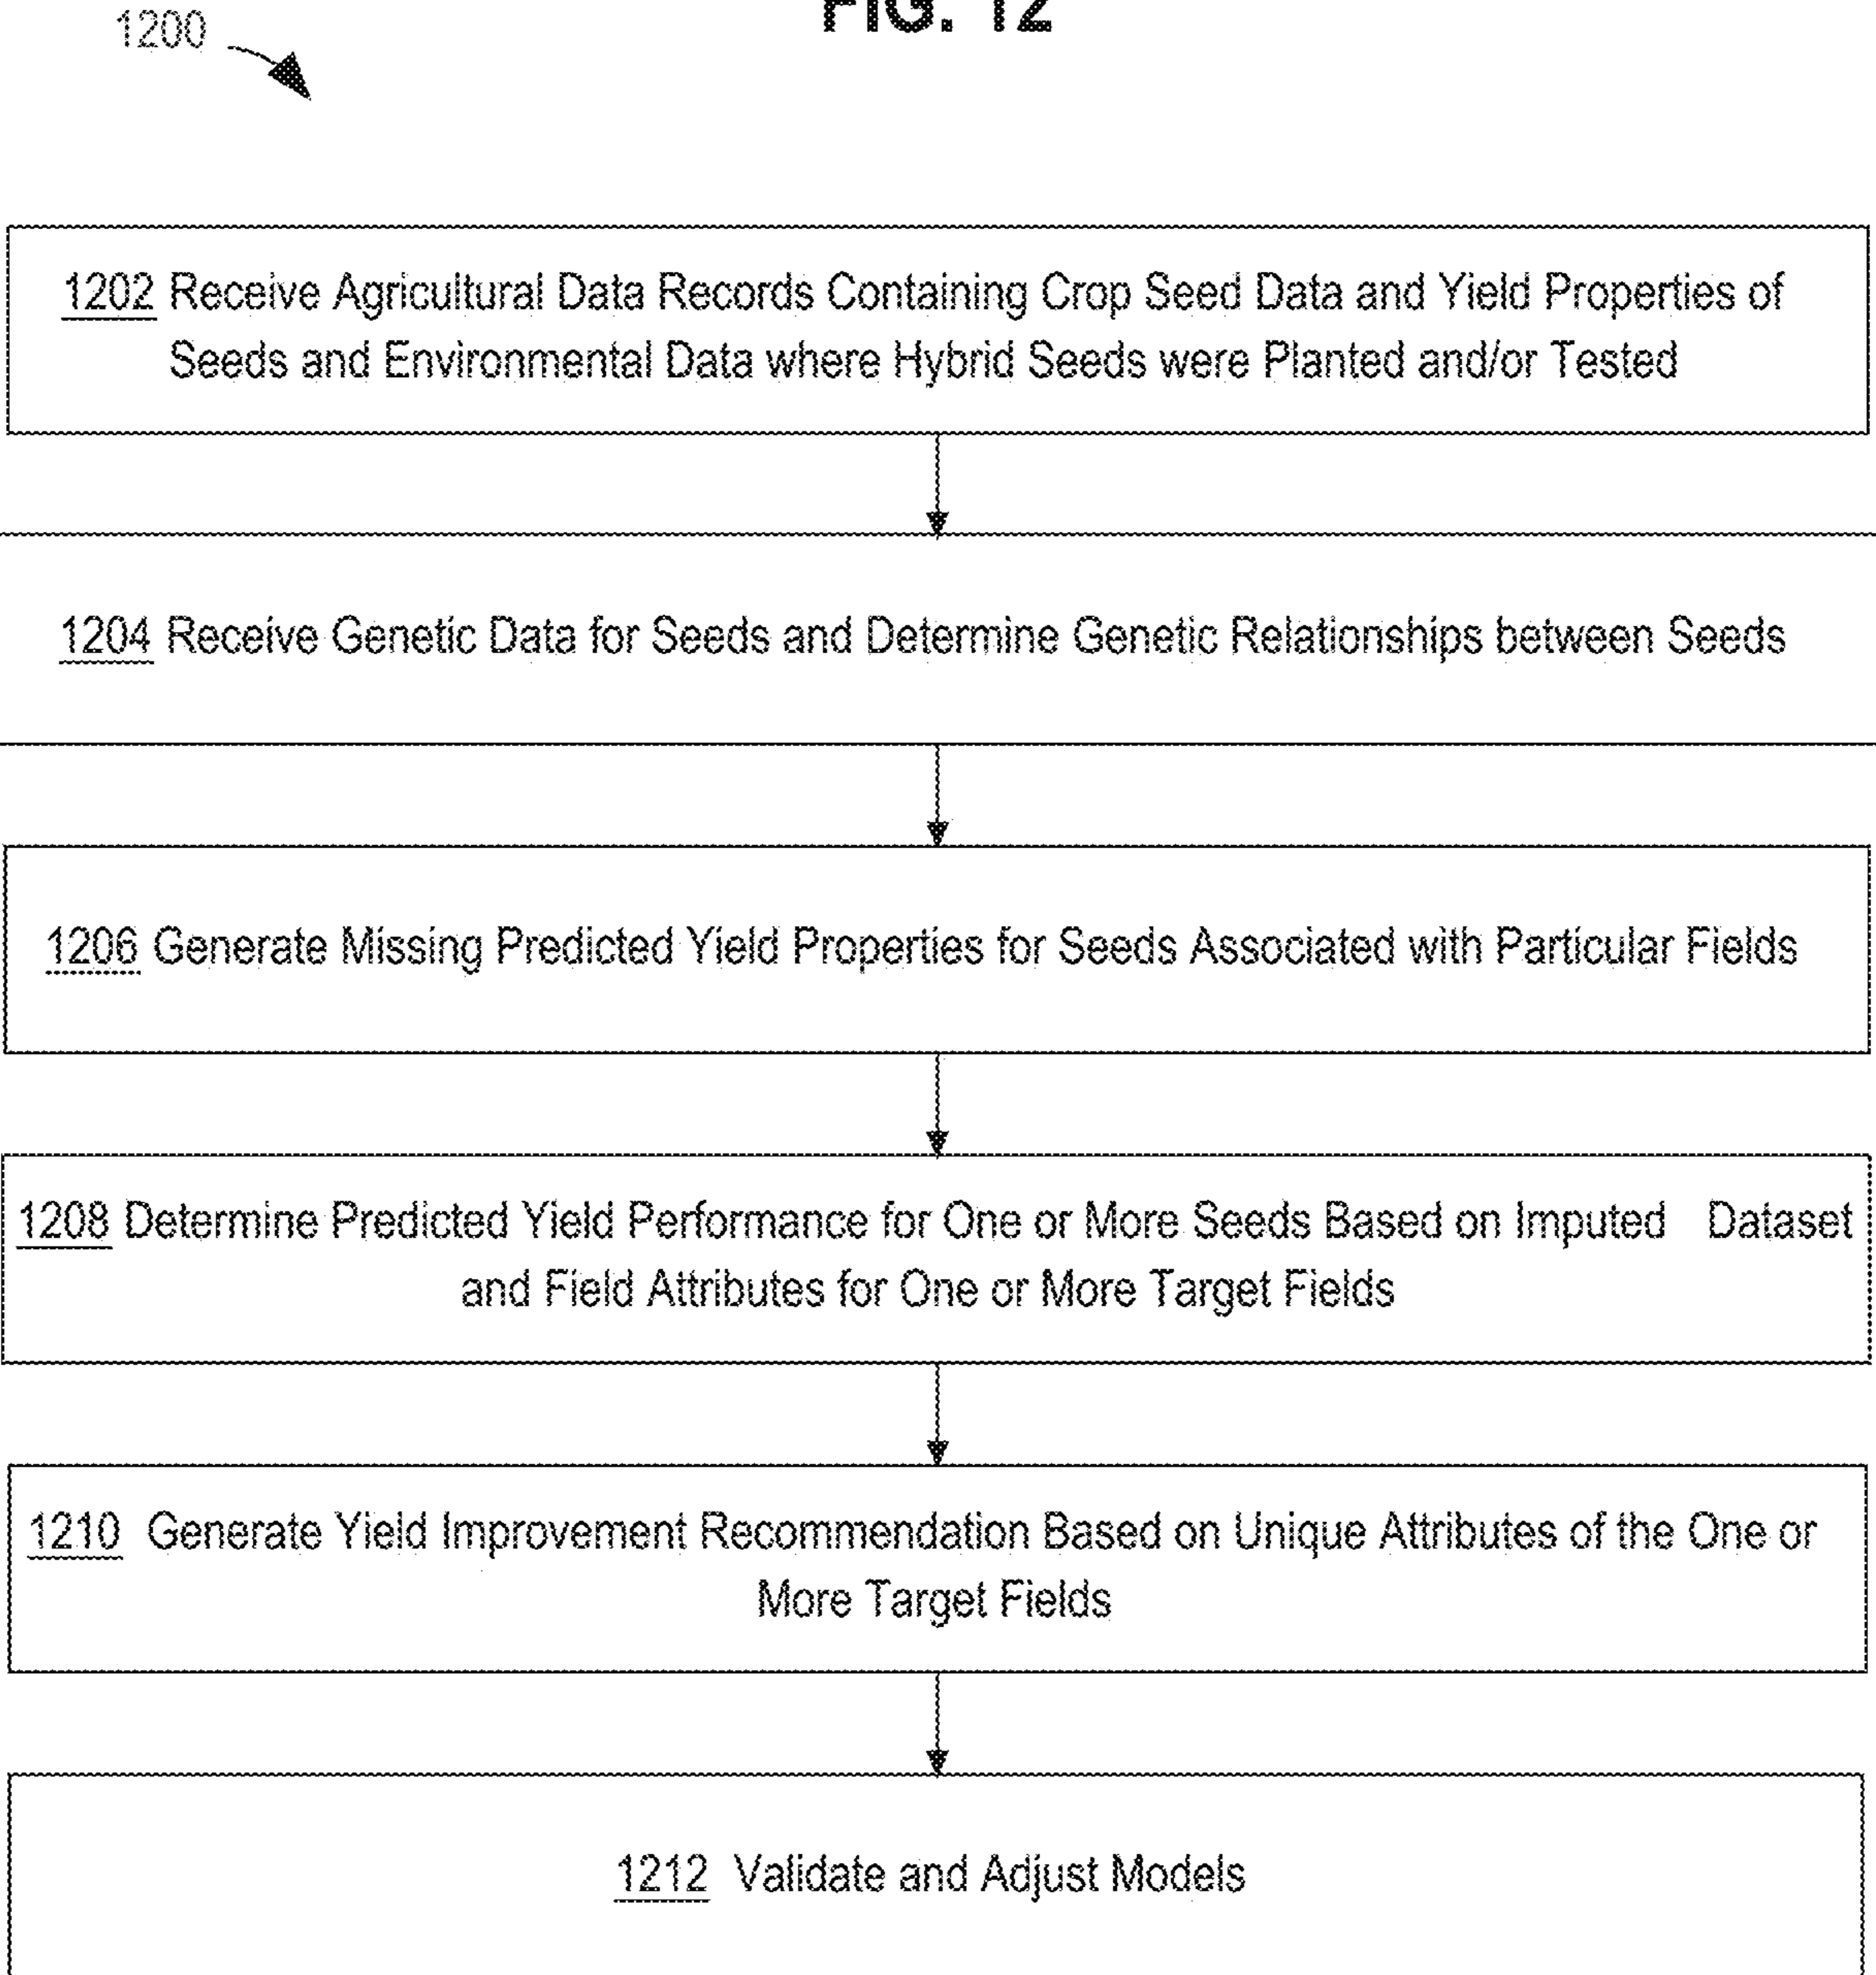 FIG. 12
1200
1202 Receive Agricultural Data Records Containing Crop Seed Data and Yield Properties of
Seeds and Environmental Data where Hybrid Seeds were Planted and/or Tested
1204 Receive Genetic Data for Seeds and Determine Genetic Relationships between Seeds
1206 Generate Missing Predicted Yield Properties for Seeds Associated with Particular Fields
1208 Determine Predicted Yield Performance for One or More Seeds Based on Imputed Dataset
and Field Attributes for One or More Target Fields
1210 Generate Yield Improvement Recommendation Based on Unique Attributes of the One or
More Target Fields
1212 Validate and Adjust Models